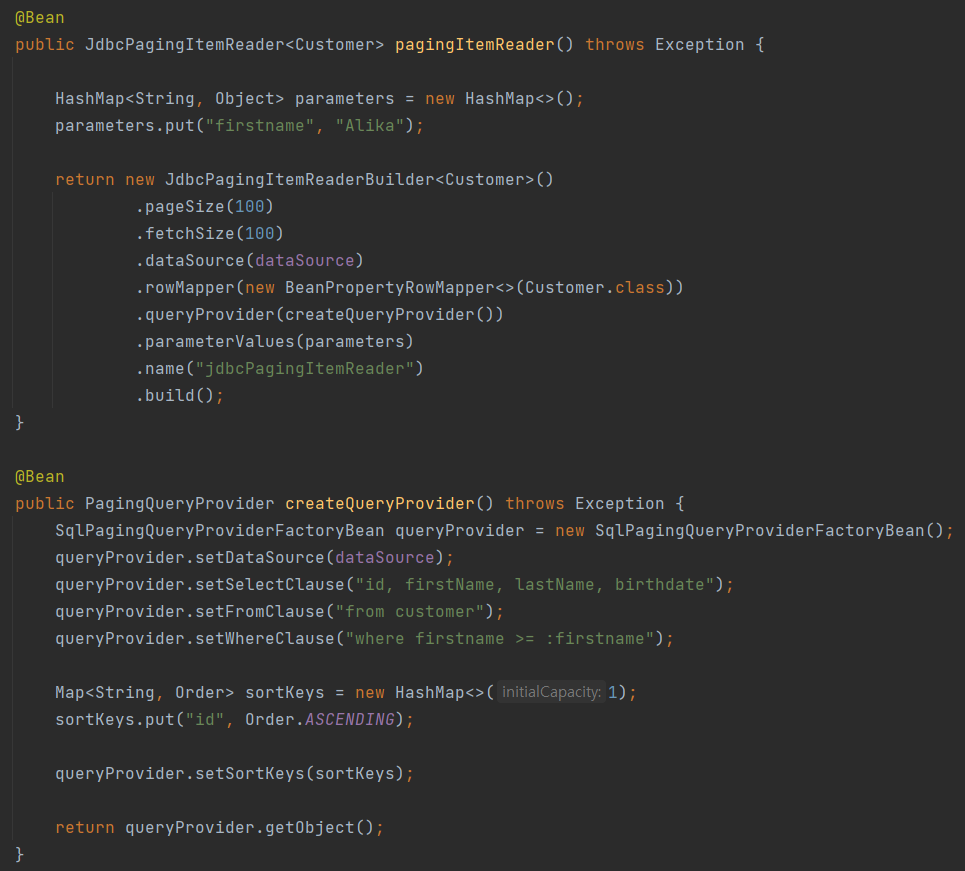 @Bean
public JdbcPagingItemReader<Customer> pagingItemReader() throws Exception {
HashMap<String, Object> parameters = new HashMap<>();
parameters.put("firstname", "Alika");
return new JdbcPagingItemReaderBuilder<Customer>()
.pageSize(100)
.fetchSize(100)
.dataSource(dataSource)
.rowMapper(new BeanPropertyRowMapper<>(Customer.class))
.queryProvider(createQueryProvider())
.parameterValues(parameters)
.name("jdbcPagingItemReader")
.build();
}
@Bean
public PagingQueryProvider createQueryProvider() throws Exception {
SqlPagingQueryProviderFactoryBean queryProvider = new SqlPagingQueryProviderFactoryBean();
queryProvider.setDataSource(dataSource);
queryProvider.setSelectClause("id, firstName, lastName, birthdate");
queryProvider.setFromClause("from customer");
queryProvider.setWhereClause("where firstname >= :firstname");
Map<String, Order> sortKeys = new HashMap<>( initialCapacity: 1);
sortKeys.put("id", Order.ASCENDING);
queryProvider.setSortKeys(sortKeys);
return queryProvider.getObject();
}